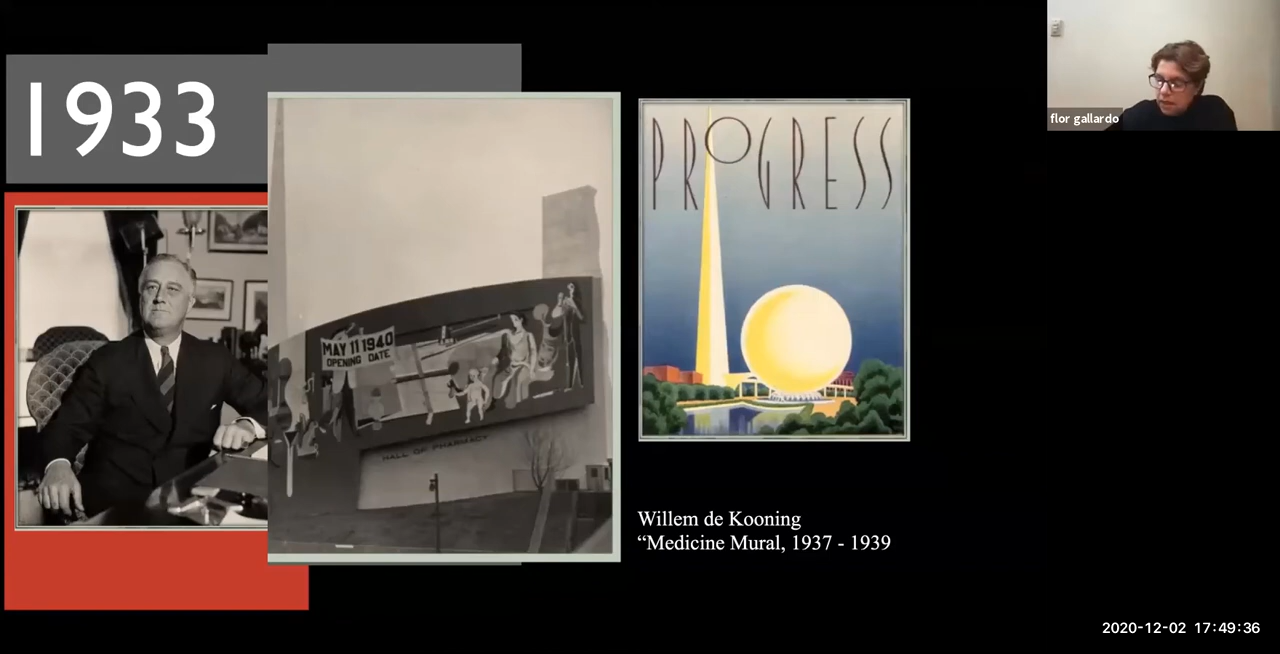 1933
MAY 11 1940
OPENING DATE
HALL OF PHARMACY
PROGRESS
Willem de Kooning
“Medicine Mural, 1937 - 1939
flor gallardo
2020-12-02 17:49:36